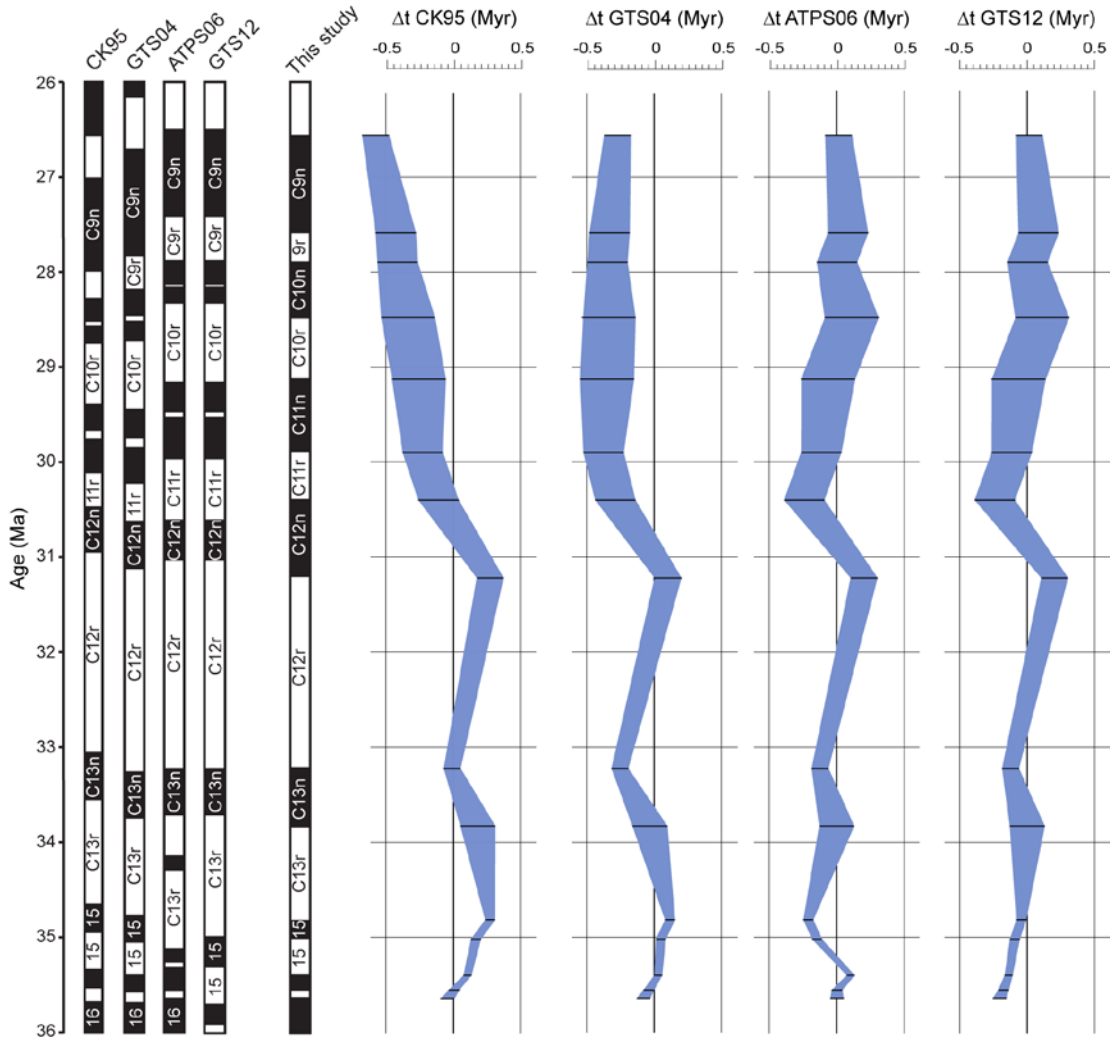 CK95
GTS04
ATPS06
GTS12
This study
Δt CK95 (Myr)
Δt GTS04 (Myr)
Δt ATPS06 (Myr)
Δt GTS12 (Myr)
-0.5 0 0.5
-0.5 0 0.5
-0.5 0 0.5
-0.5 0 0.5
Age (Ma)
26
27
28
29
30
31
32
33
34
35
36
C9n
C10r
11r
C12n
C12r
C13n
C13r
15
15
16
C9n
C9r
C10r
11r
C12n
C12r
C13n
C13r
15
15
16
C9n
C9r
C10r
C11r
C12n
C12r
C13n
C13r
16
C9n
C9r
C10r
C11r
C12n
C12r
C13n
C13r
15
15
C9n
9r
C10n
C10r
C11n
C11r
C12n
C12r
C13n
C13r
15
15